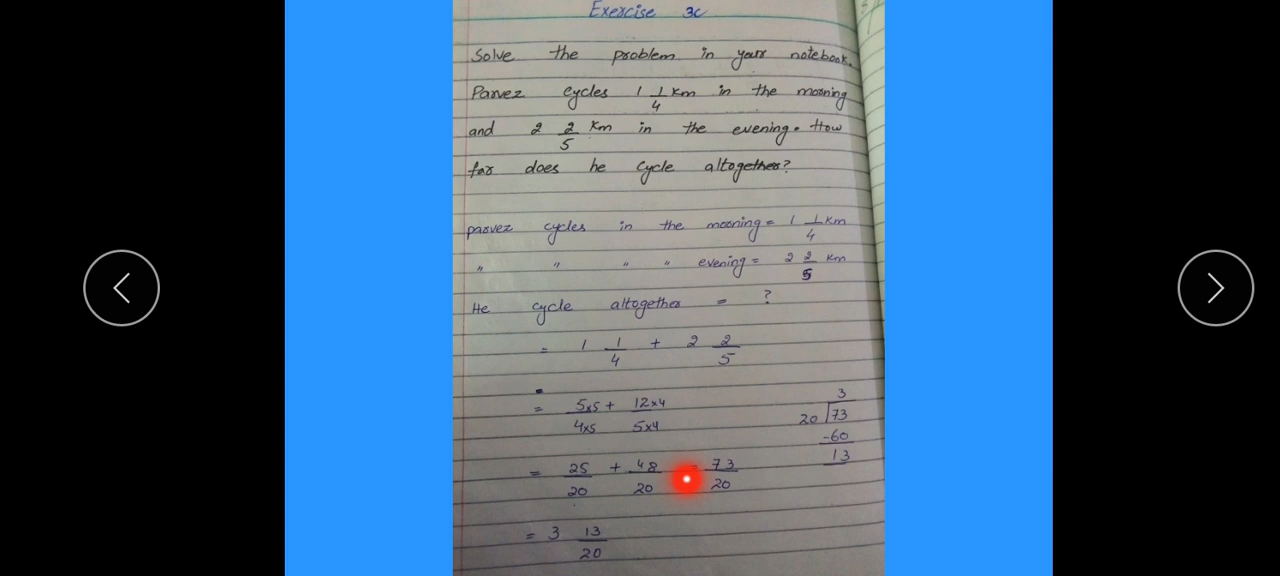 Exercise 3c
Solve the problem in your notebook.
Parvez cycles 1 1/4 km in the morning
and 2 2/5 km in the evening. How
far does he cycle altogether?
parvez cycles in the morning = 1 1/4 km
" " " " evening = 2 2/5 km
He cycle altogether = ?
= 1 1/4 + 2 2/5
= 5x5/4x5 + 12x4/5x4
3
20 73
-60
13
= 25/20 + 48/20 = 73/20
= 3 13/20